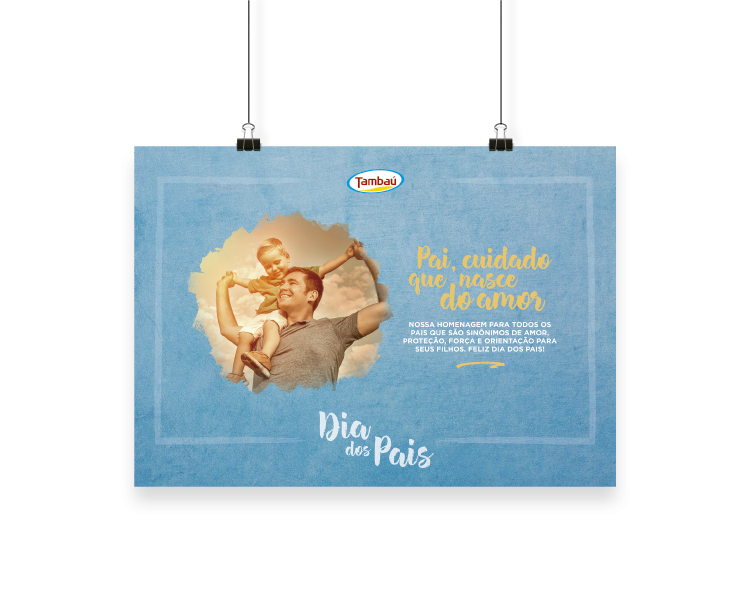 Tambaú
Pai, cuidado
que nasce
do amor
NOSSA HOMENAGEM PARA TODOS OS
PAIS QUE SÃO SINÔNIMOS DE AMOR,
PROTEÇÃO, FORÇA E ORIENTAÇÃO PARA
SEUS FILHOS. FELIZ DIA DOS PAIS!
Dia
dos Pais